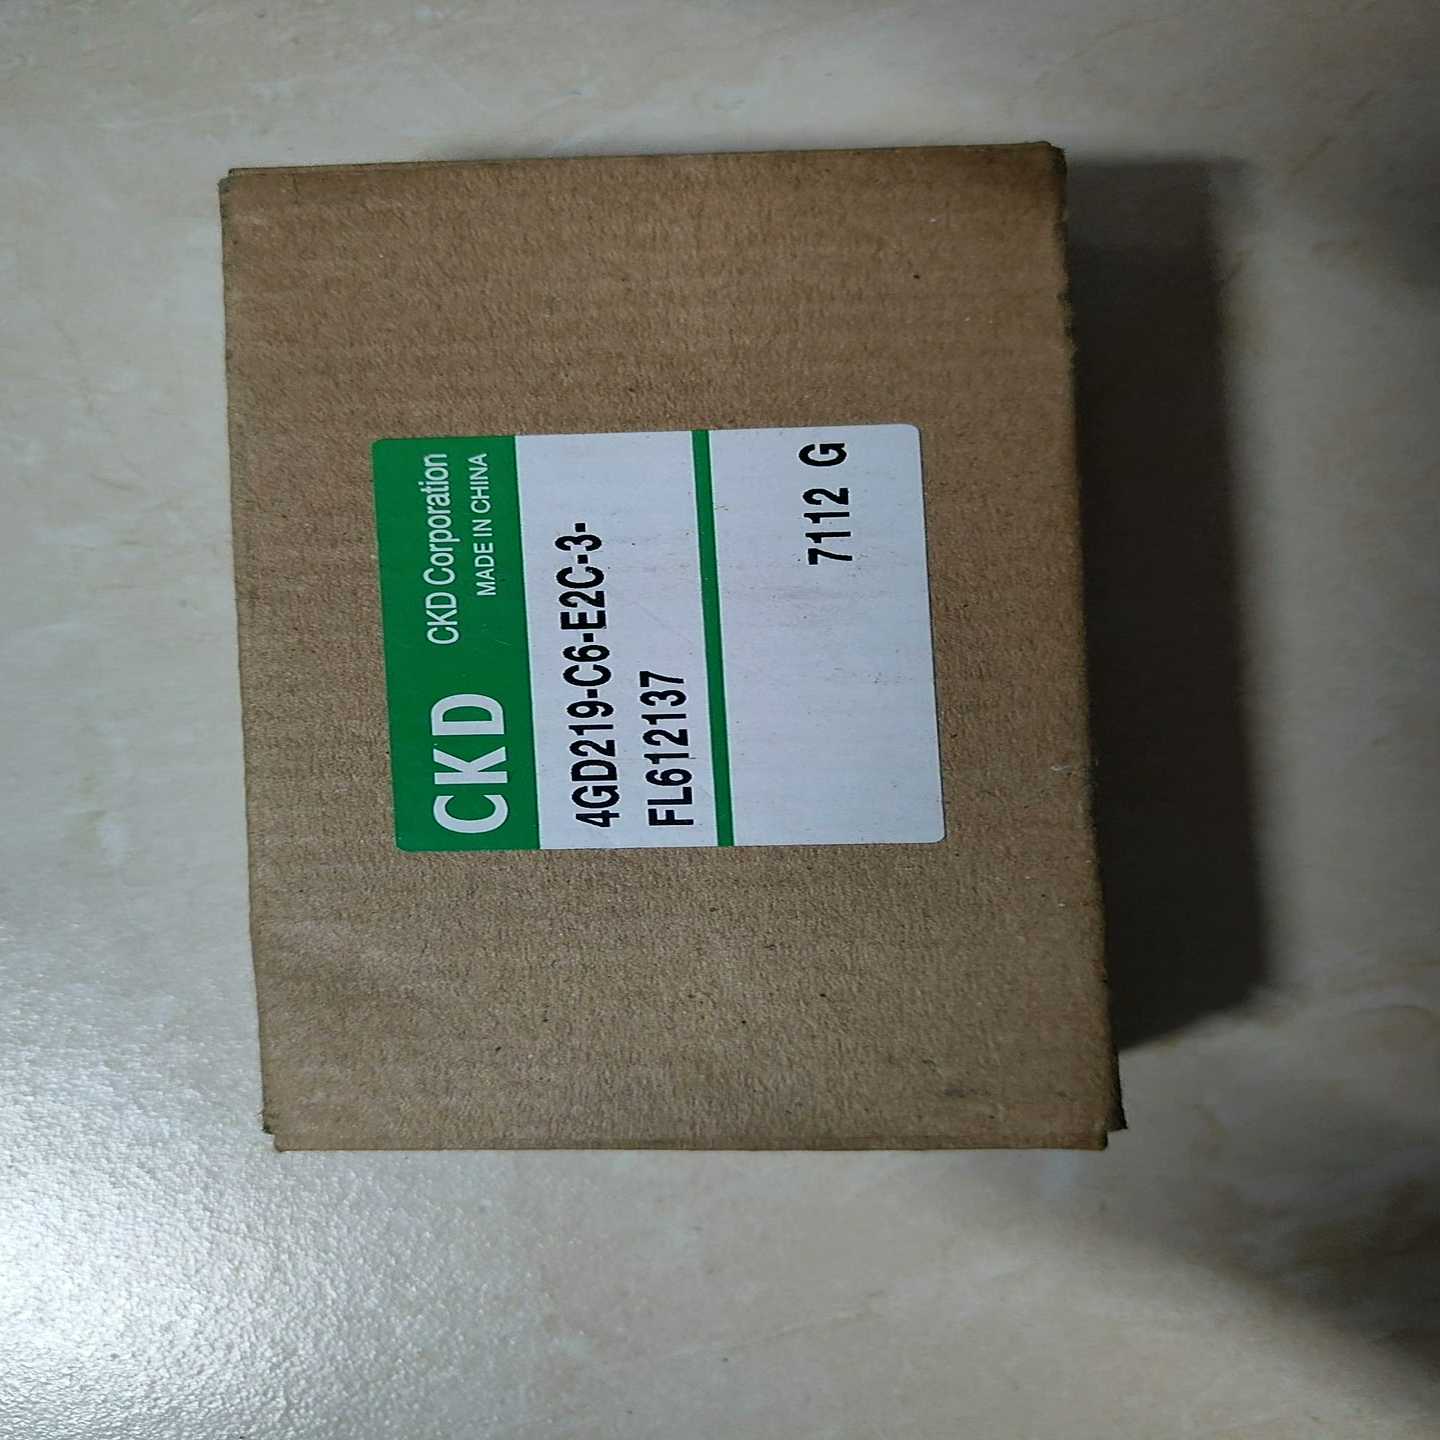 CKD
CKD Corporation
MADE IN CHINA
4GD219-C6-E2C-3-
FL612137
7112 G